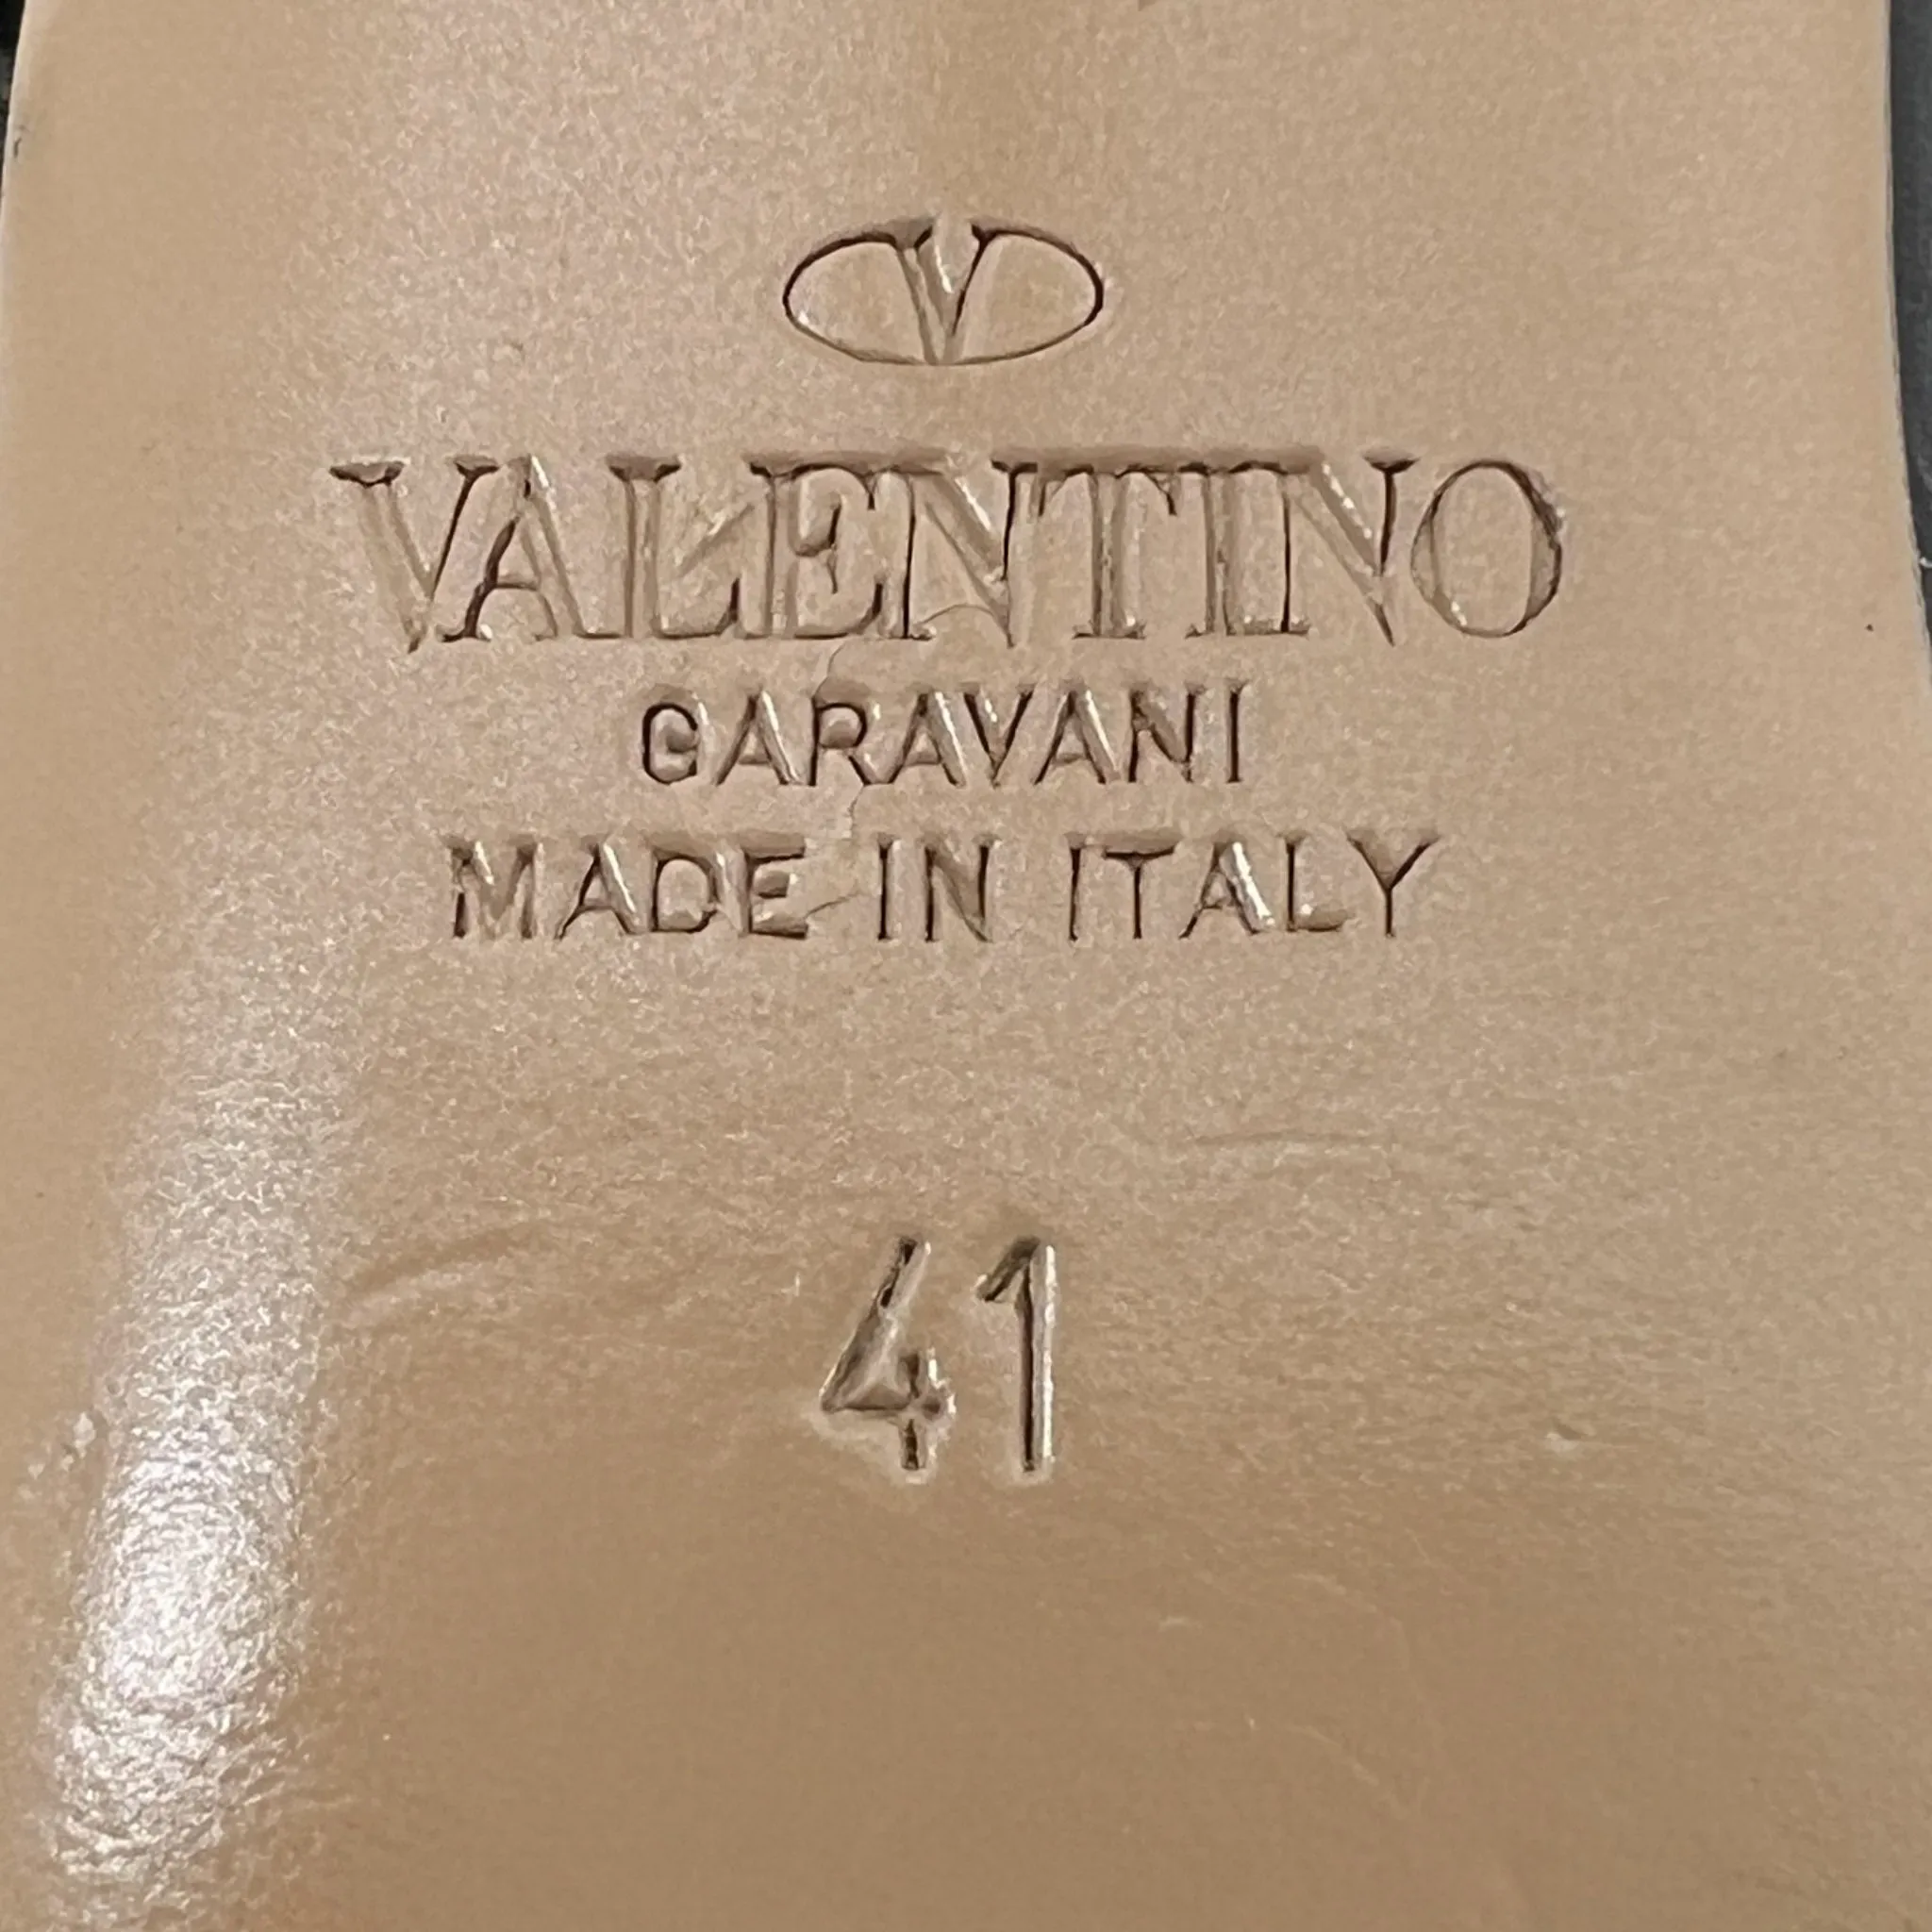 V
VALENTINO
GARAVANI
MADE IN ITALY
41